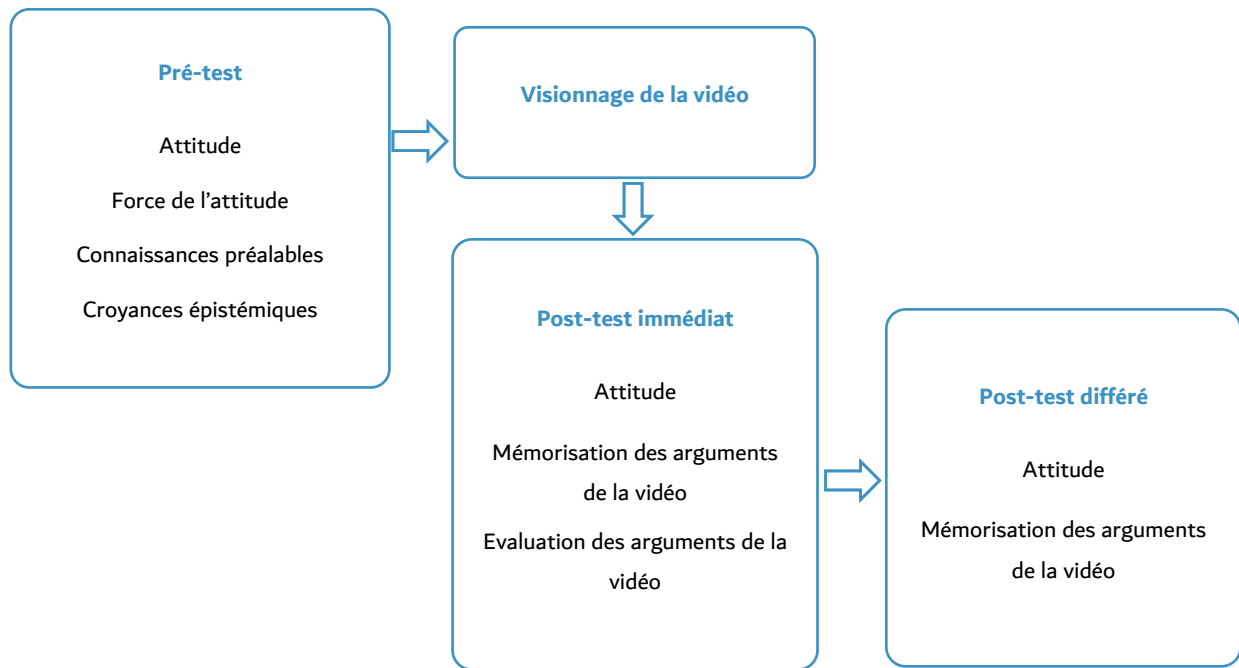 Pré-test
Attitude
Force de l’attitude
Connaissances préalables
Croyances épistémiques
Visionnage de la vidéo
Post-test immédiat
Attitude
Mémorisation des arguments
de la vidéo
Evaluation des arguments de la
vidéo
Post-test différé
Attitude
Mémorisation des arguments
de la vidéo